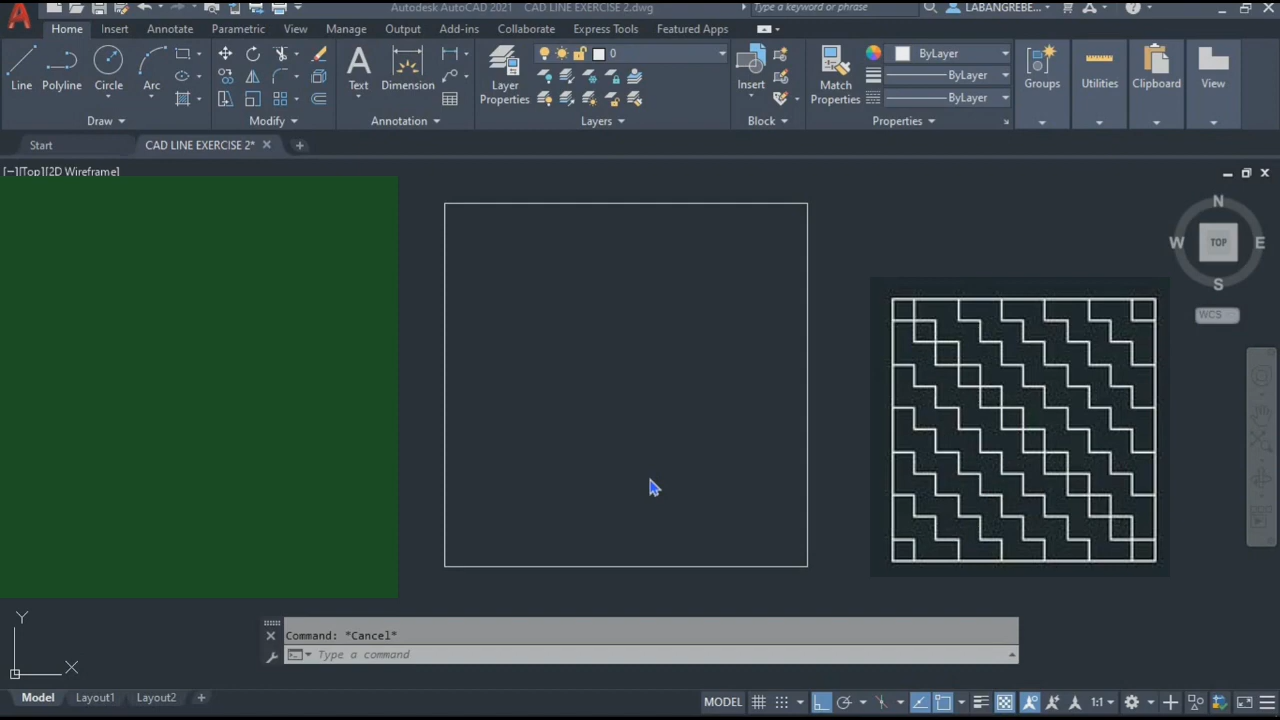 Autodesk AutoCAD 2021 CAD LINE EXERCISE 2.dwg Type a keyword or phrase LABANGREBE...
Home Insert Annotate Parametric View Manage Output Add-ins Collaborate Express Tools Featured Apps
0 ByLayer
Line Polyline Circle Arc Text Dimension Layer Properties Insert Match Properties ByLayer Groups Utilities Clipboard View
ByLayer
Draw Modify Annotation Layers Block Properties
Start CAD LINE EXERCISE 2*
[−][Top][2D Wireframe]
N
W TOP E
S
WCS
Y
X
Command: *Cancel*
Type a command
Model Layout1 Layout2 MODEL 1:1